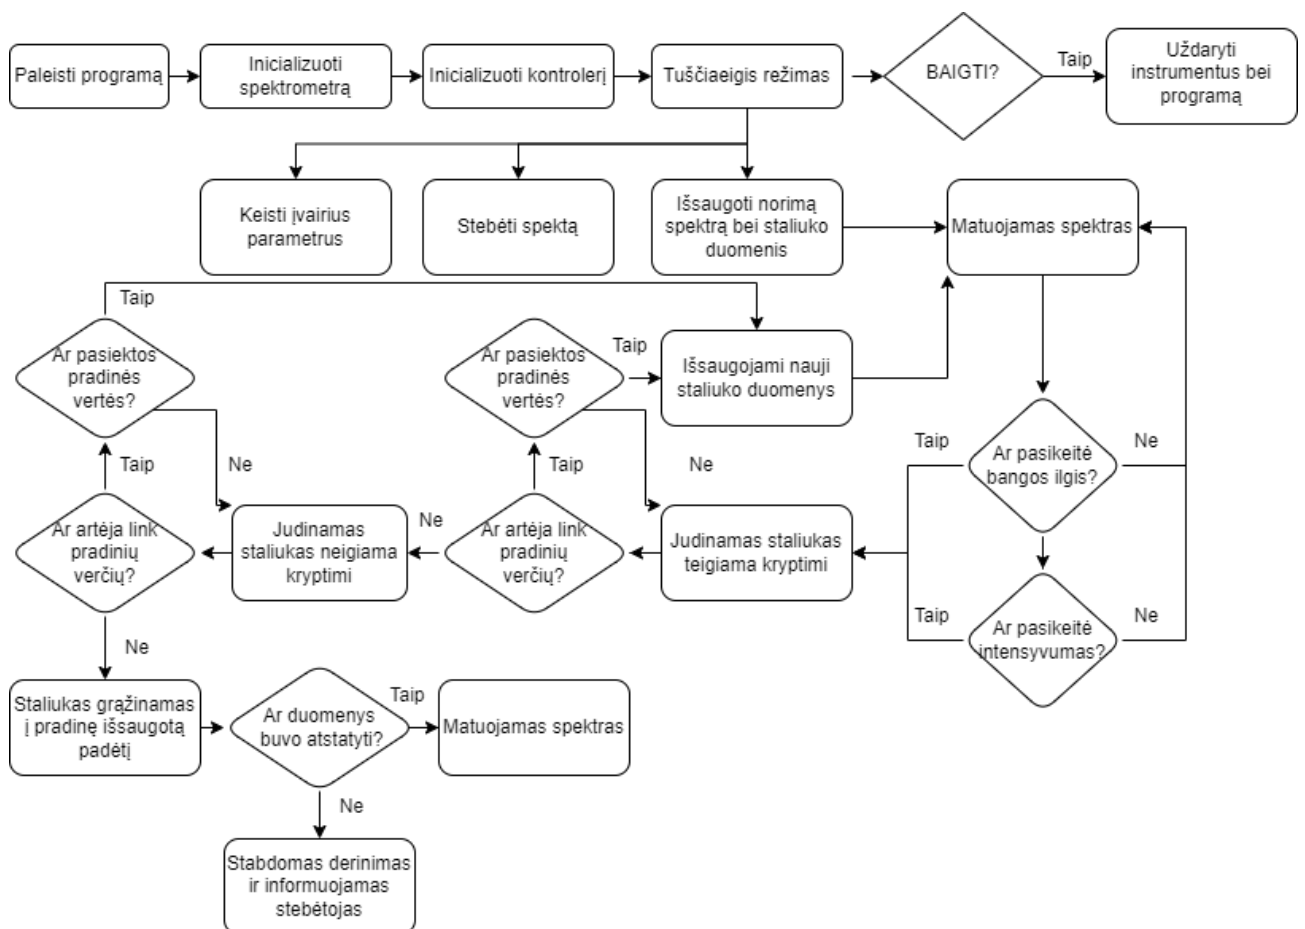 Paleisti programą
Inicializuoti
spektrometrą
Inicializuoti kontrolerį
Tuščiaeigis režimas
BAIGTI?
Taip
Uždaryti
instrumentus bei
programą
Keisti įvairius
parametrus
Stebėti spektą
Išsaugoti norimą
spektrą bei staliuko
duomenis
Matuojamas spektras
Taip
Ar pasiektos
pradinės
vertės?
Ar pasiektos
pradinės
vertės?
Taip
Išsaugojami nauji
staliuko duomenys
Taip
Ne
Taip
Ne
Taip
Ar pasikeitė
bangos ilgis?
Ne
Ar artėja link
pradinių
verčių?
Judinamas
staliukas neigiama
kryptimi
Ne
Ar artėja link
pradinių
verčių?
Judinamas staliukas
teigiama kryptimi
Taip
Ar pasikeitė
intensyvumas?
Ne
Ne
Staliukas grąžinamas
į pradinę išsaugotą
padėtį
Ar duomenys
buvo atstatyti?
Taip
Matuojamas spektras
Ne
Stabdomas derinimas
ir informuojamas
stebėtojas